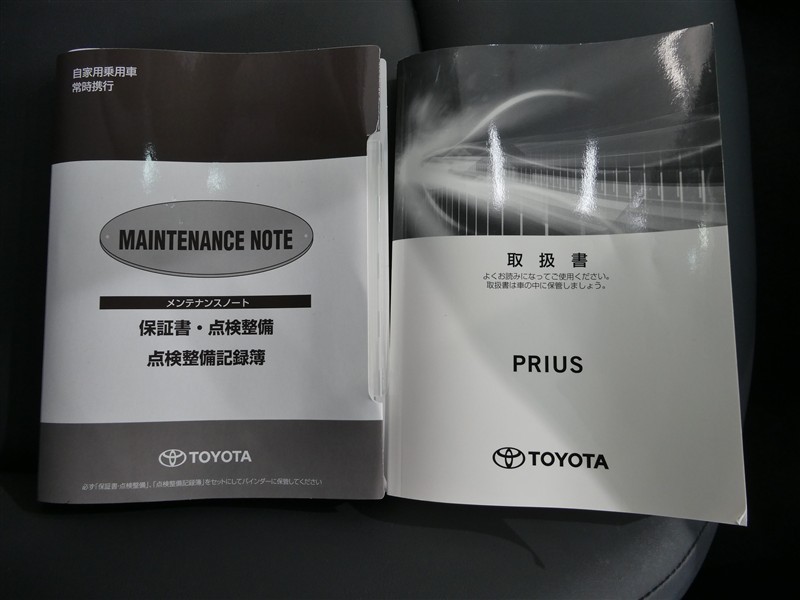 自家用乗用車
常時携行
MAINTENANCE NOTE
メンテナンスノート
保証書・点検整備
点検整備記録簿
TOYOTA
必ず「保証書・点検整備」、「点検整備記録簿」をセットにしてバインダーに保管してください
取扱書
よくお読みになってご使用ください。
取扱書は車の中に保管しましょう。
PRIUS
TOYOTA